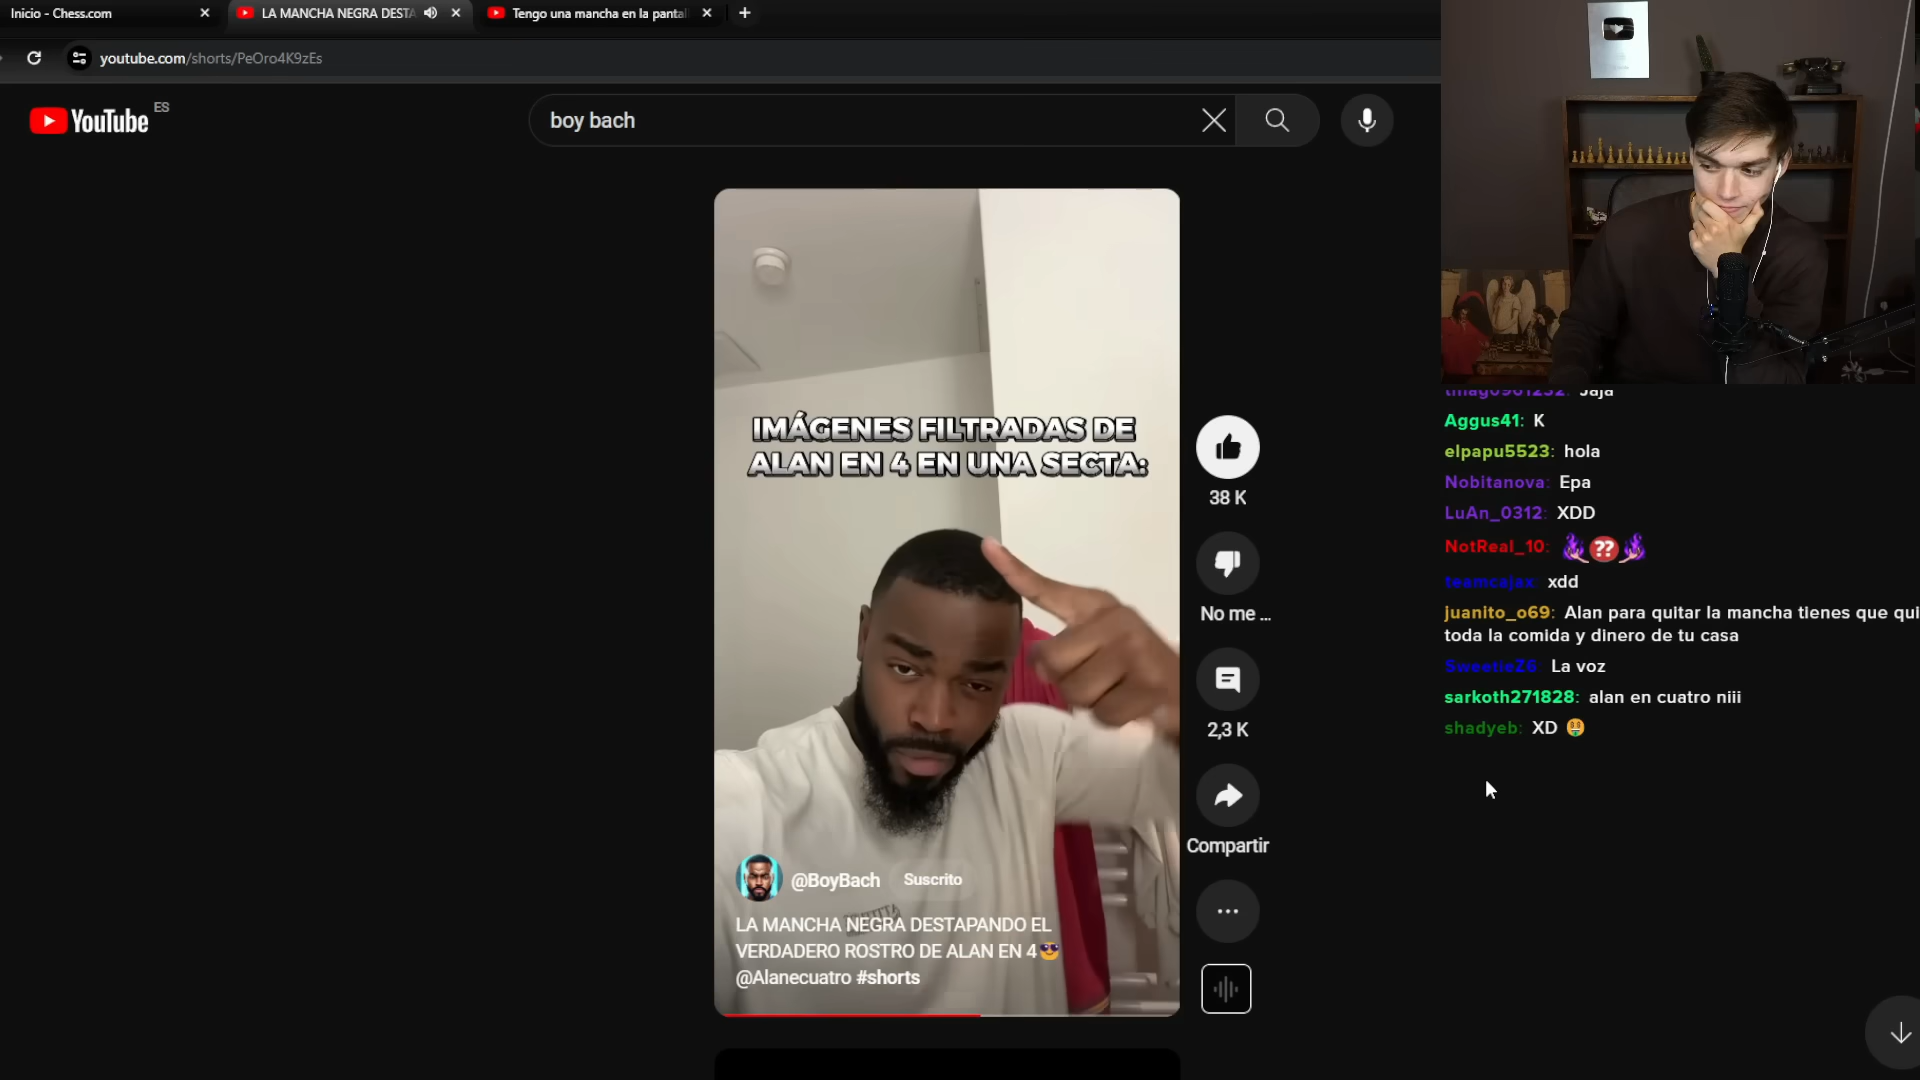 Inicio - Chess.com
LA MANCHA NEGRA DESTA
Tengo una mancha en la pantal
youtube.com/shorts/PeOro4K9zEs
YouTube ES
boy bach
IMÁGENES FILTRADAS DE
ALAN EN 4 EN UNA SECTA:
38 K
No me ...
2,3 K
Compartir
@BoyBach Suscrito
LA MANCHA NEGRA DESTAPANDO EL
VERDADERO ROSTRO DE ALAN EN 4😎
@Alanecuatro #shorts
thiago961232: Jaja
Aggus41: K
elpapu5523: hola
Nobitanova: Epa
LuAn_0312: XDD
NotReal_10: ??
teamcajax: xdd
juanito_o69: Alan para quitar la mancha tienes que qui
toda la comida y dinero de tu casa
SweetieZ6: La voz
sarkoth271828: alan en cuatro niii
shadyeb: XD 🤑